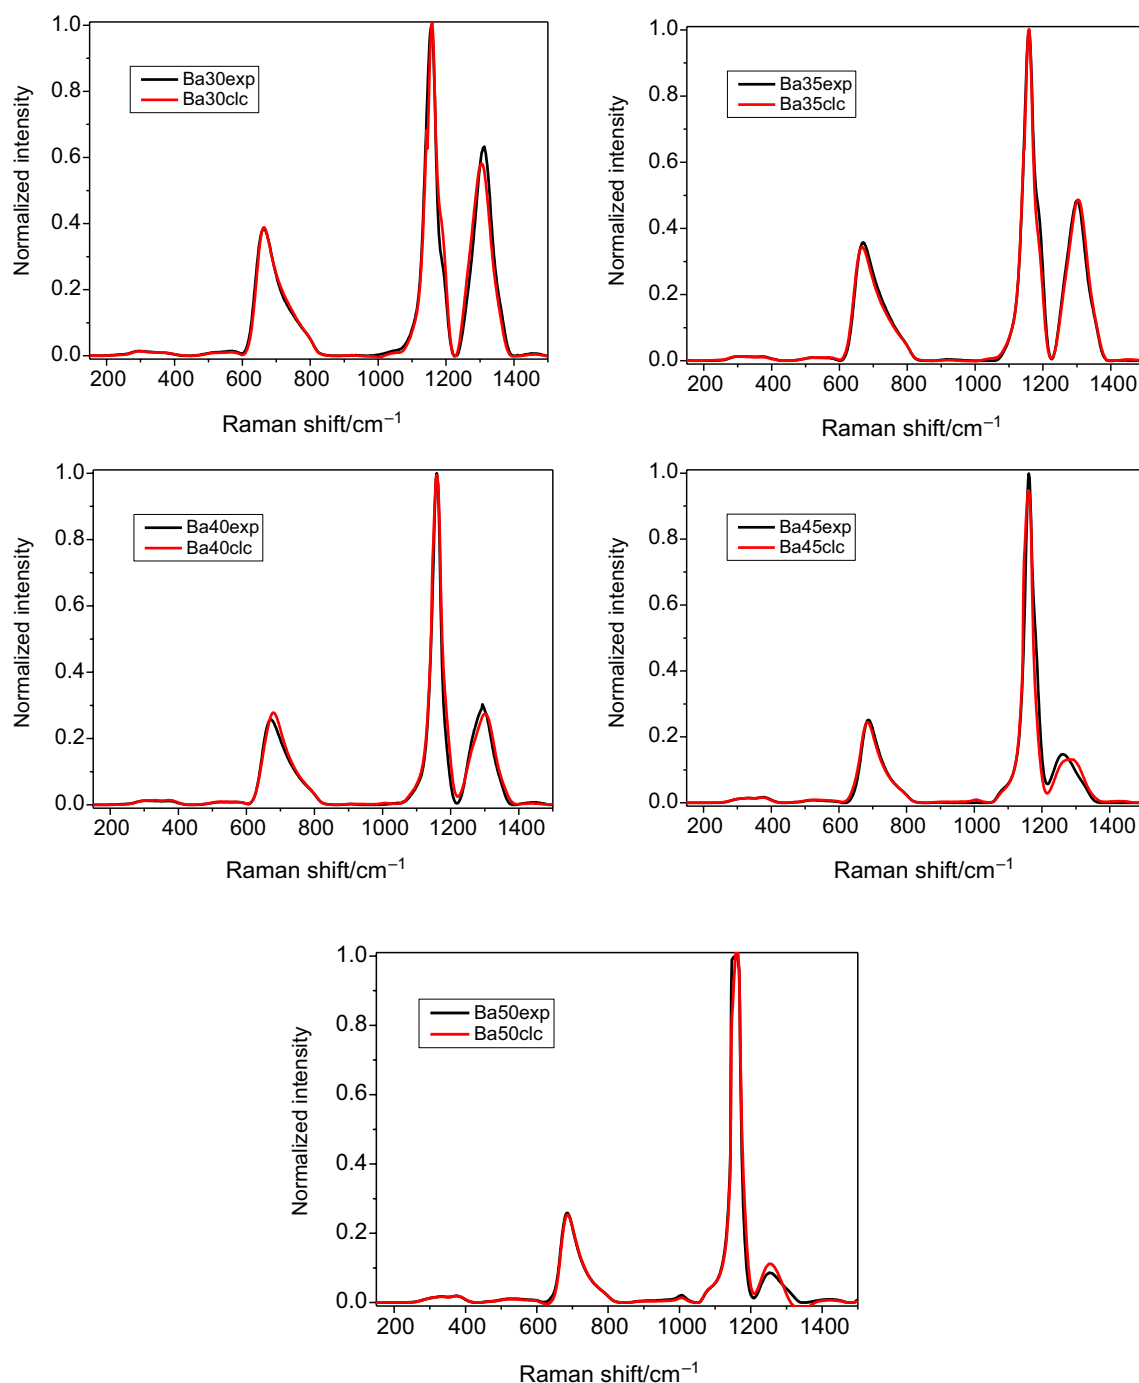 Normalized intensity
1.0
0.8
0.6
0.4
0.2
0.0
Ba30exp
Ba30clc
200 400 600 800 1000 1200 1400
Raman shift/cm⁻¹
Normalized intensity
1.0
0.8
0.6
0.4
0.2
0.0
Ba35exp
Ba35clc
200 400 600 800 1000 1200 1400
Raman shift/cm⁻¹
Normalized intensity
1.0
0.8
0.6
0.4
0.2
0.0
Ba40exp
Ba40clc
200 400 600 800 1000 1200 1400
Raman shift/cm⁻¹
Normalized intensity
1.0
0.8
0.6
0.4
0.2
0.0
Ba45exp
Ba45clc
200 400 600 800 1000 1200 1400
Raman shift/cm⁻¹
Normalized intensity
1.0
0.8
0.6
0.4
0.2
0.0
Ba50exp
Ba50clc
200 400 600 800 1000 1200 1400
Raman shift/cm⁻¹